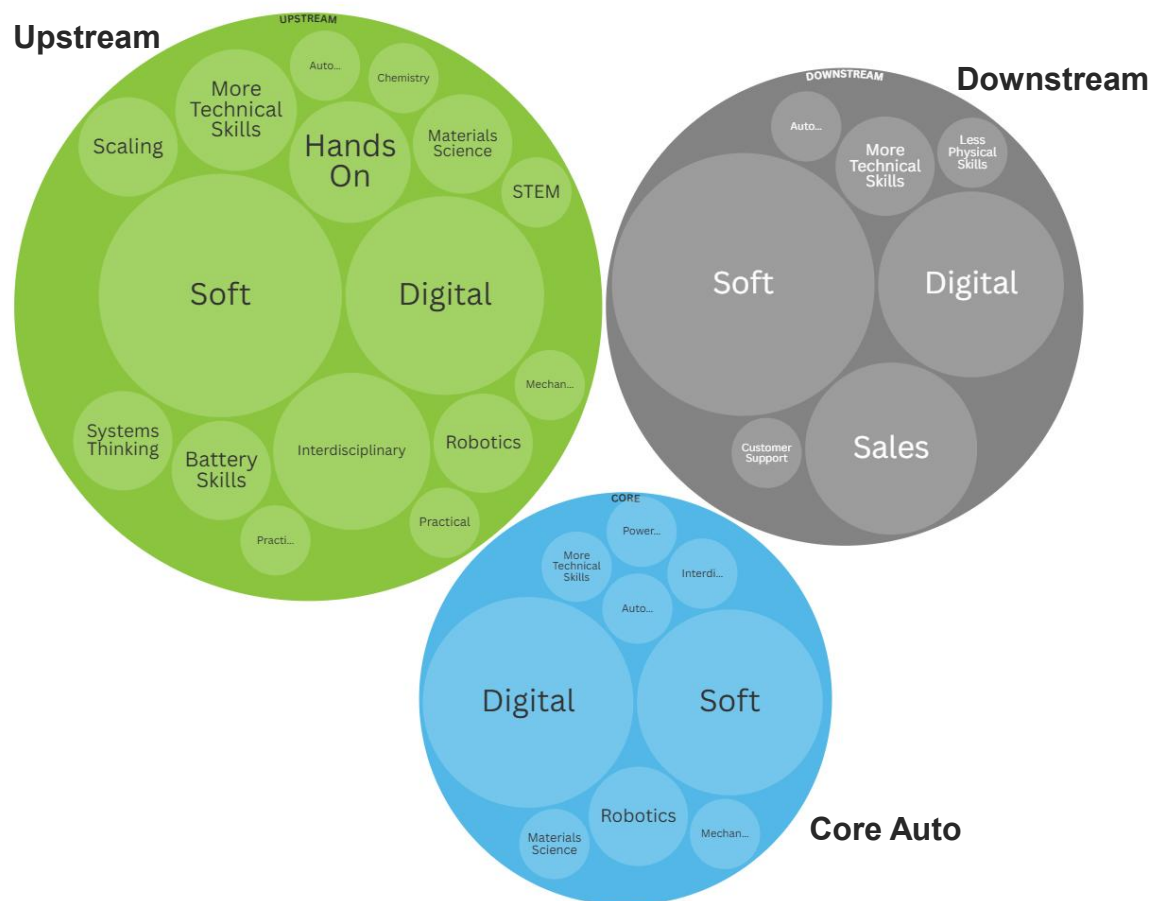 Upstream
UPSTREAM
Auto...
Chemistry
More
Technical
Skills
Scaling
Hands
On
Materials
Science
STEM
Soft
Digital
Mechan...
Systems
Thinking
Battery
Skills
Interdisciplinary
Robotics
Practical
Practi...
Downstream
DOWNSTREAM
Auto...
More
Technical
Skills
Less
Physical
Skills
Soft
Digital
Customer
Support
Sales
CORE
Power...
More
Technical
Skills
Interdi...
Auto...
Digital
Soft
Robotics
Materials
Science
Mechan...
Core Auto